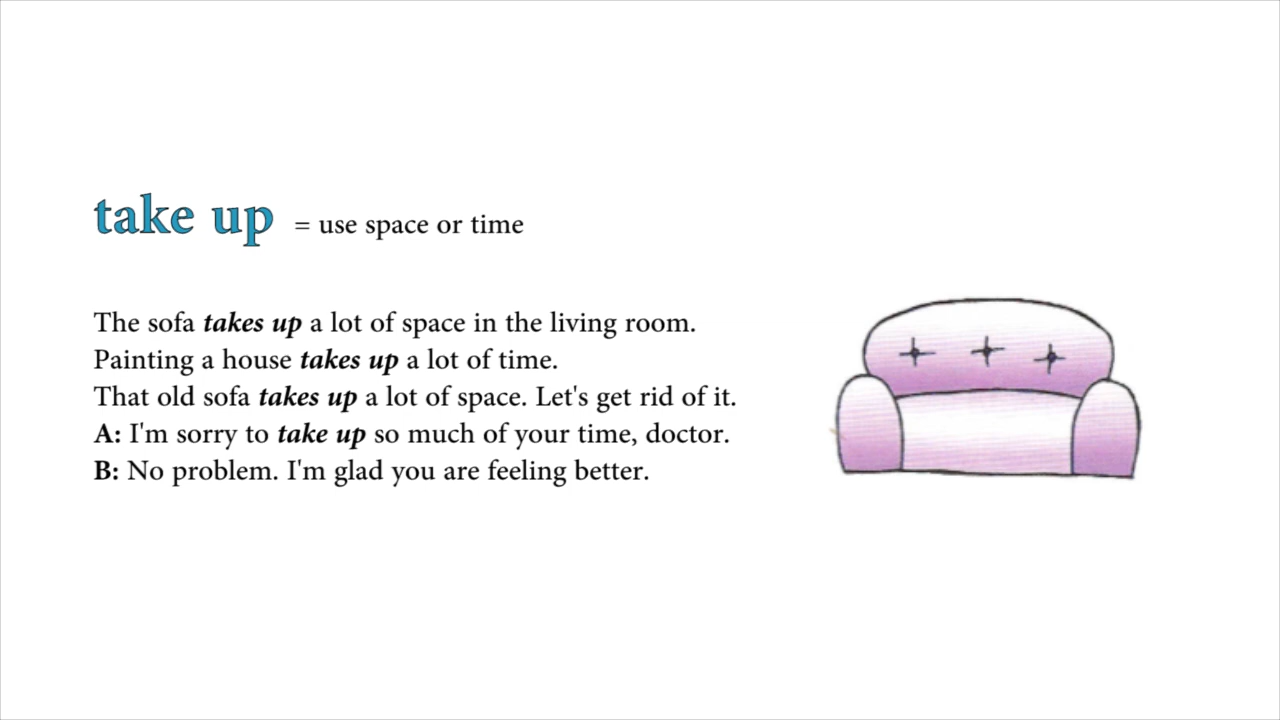 take up = use space or time
The sofa takes up a lot of space in the living room.
Painting a house takes up a lot of time.
That old sofa takes up a lot of space. Let's get rid of it.
A: I'm sorry to take up so much of your time, doctor.
B: No problem. I'm glad you are feeling better.